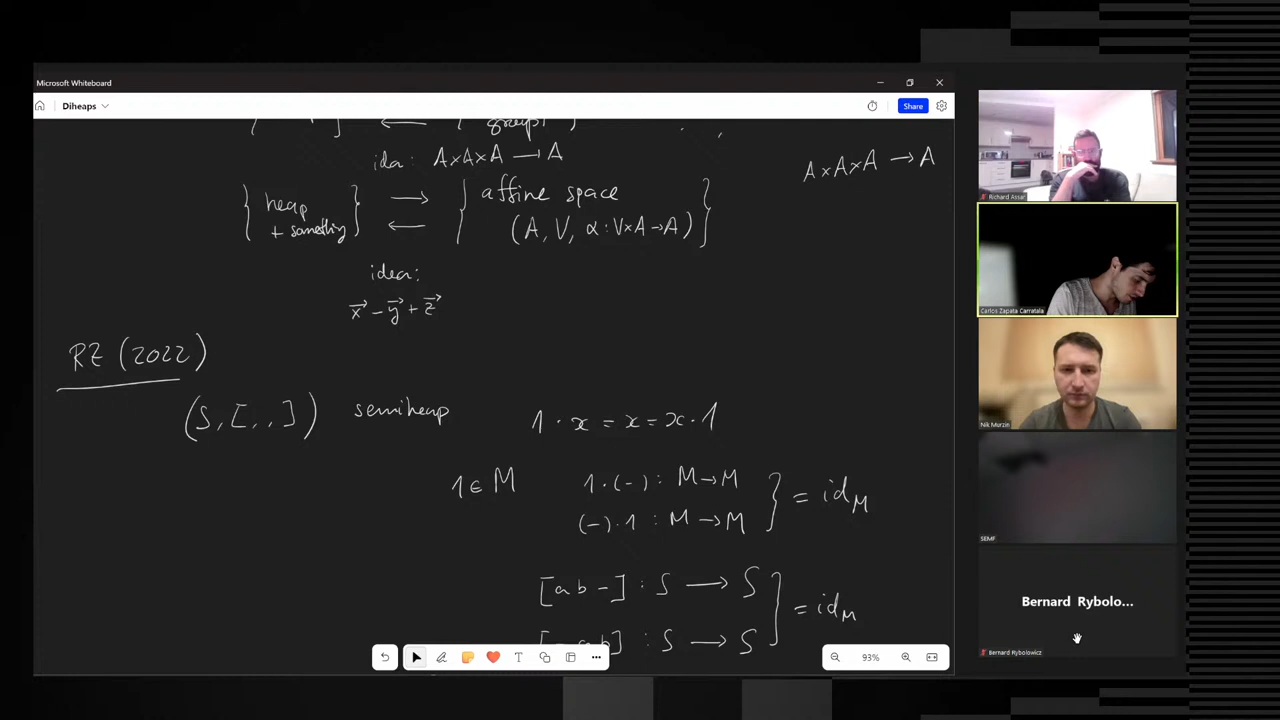 Microsoft Whiteboard
Diheaps
Share
groups
idea: A×A×A → A
A×A×A → A
{ heap + something } ⟶ ⟵ { affine space (A, V, α: V×A→A) }
idea:
x⃗ − y⃗ + z⃗
RZ (2022)
(S, [, , ]) semiheap
1 · x = x = x · 1
1 ∈ M
1·(−) : M → M
(−)·1 : M → M
} = id_M
[a b −] : S ⟶ S
[− a b] : S ⟶ S
} = id_M
93%
Richard Assar
Carlos Zapata Carratala
Nik Murzin
SEMF
Bernard Rybolo...
Bernard Rybolowicz